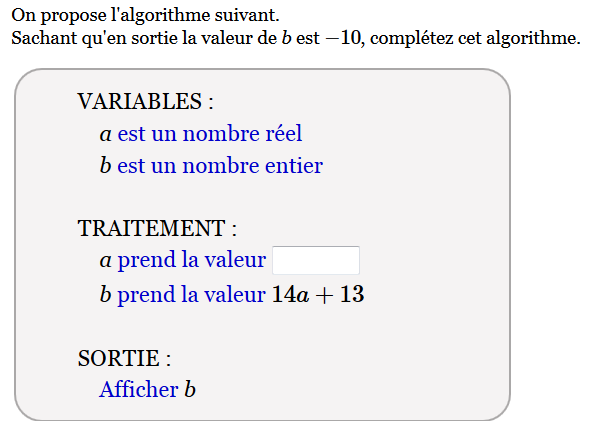 On propose l'algorithme suivant.
Sachant qu'en sortie la valeur de b est −10, complétez cet algorithme.
VARIABLES :
a est un nombre réel
b est un nombre entier
TRAITEMENT :
a prend la valeur
b prend la valeur 14a + 13
SORTIE :
Afficher b